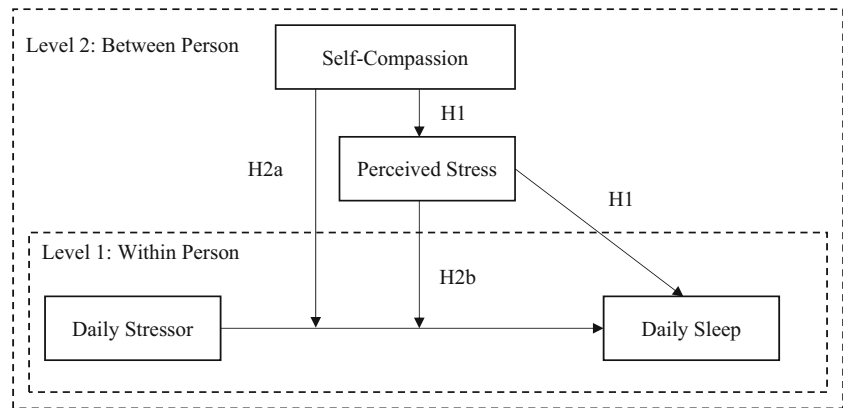 Level 2: Between Person
Self-Compassion
H1
H2a
Perceived Stress
H1
Level 1: Within Person
H2b
Daily Stressor
Daily Sleep